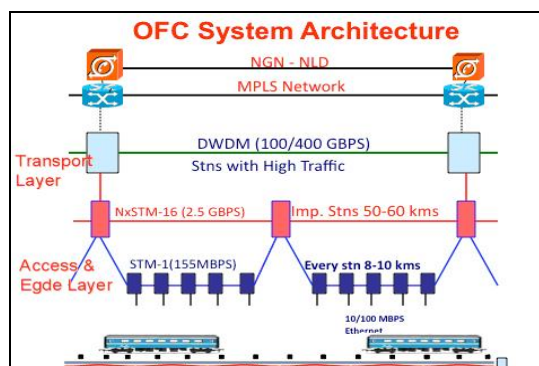 OFC System Architecture
NGN - NLD
MPLS Network
DWDM (100/400 GBPS)
Stns with High Traffic
Transport
Layer
NxSTM-16 (2.5 GBPS)
Imp. Stns 50-60 kms
Access &
Egde Layer
STM-1(155MBPS)
Every stn 8-10 kms
10/100 MBPS
Ethernet